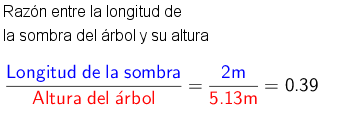 Razón entre la longitud de
la sombra del árbol y su altura
Longitud de la sombra / Altura del árbol = 2m / 5.13m = 0.39